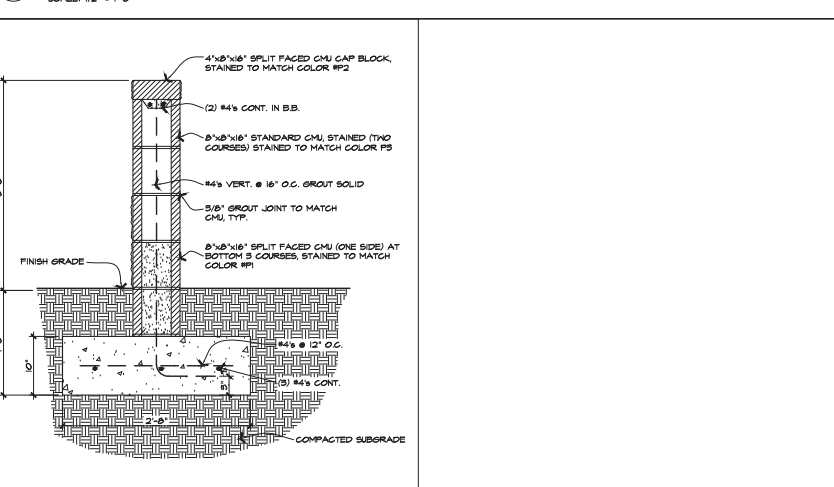 4"x8"x16" SPLIT FACED CMU CAP BLOCK,
STAINED TO MATCH COLOR #P2
(2) #4's CONT. IN B.B.
8"x8"x16" STANDARD CMU, STAINED (TWO
COURSES) STAINED TO MATCH COLOR P3
#4's VERT. @ 16" O.C. GROUT SOLID
3/8" GROUT JOINT TO MATCH
CMU, TYP.
8"x8"x16" SPLIT FACED CMU (ONE SIDE) AT
BOTTOM 3 COURSES, STAINED TO MATCH
COLOR #P1
FINISH GRADE
#4's @ 12" O.C.
10"
(3) #4's CONT.
3"
2'-8"
COMPACTED SUBGRADE